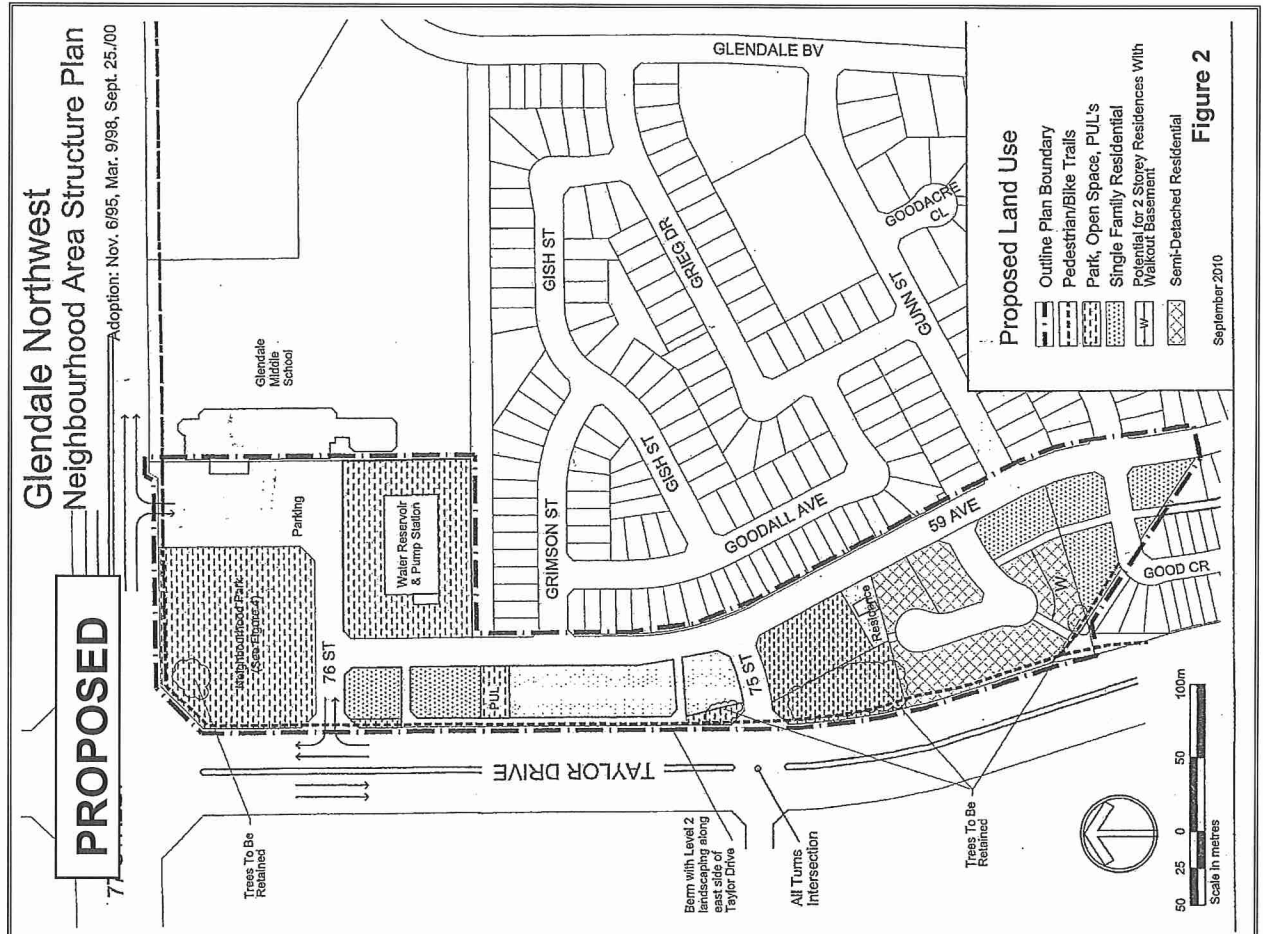 Glendale Northwest
Neighbourhood Area Structure Plan
Adoption: Nov. 6/95, Mar. 9/98, Sept. 25./00
PROPOSED
Glendale
Middle
School
Parking
Water Reservoir
& Pump Station
Neighbourhood Park
76 ST
PUL
75 ST
Residence
W
TAYLOR DRIVE
GLENDALE BV
GISH ST
GISH ST
GRIEG DR
GRIMSON ST
GOODALL AVE
GUNN ST
GOODACRE
CL
59 AVE
GOOD CR
Trees To Be
Retained
Berm with Level 2
landscaping along
east side of
Taylor Drive
All Turns
Intersection
Trees To Be
Retained
50 25 0 50 100m
Scale in metres
Proposed Land Use
Outline Plan Boundary
Pedestrian/Bike Trails
Park, Open Space, PUL's
Single Family Residential
W
Potential for 2 Storey Residences With
Walkout Basement
Semi-Detached Residential
September 2010
Figure 2